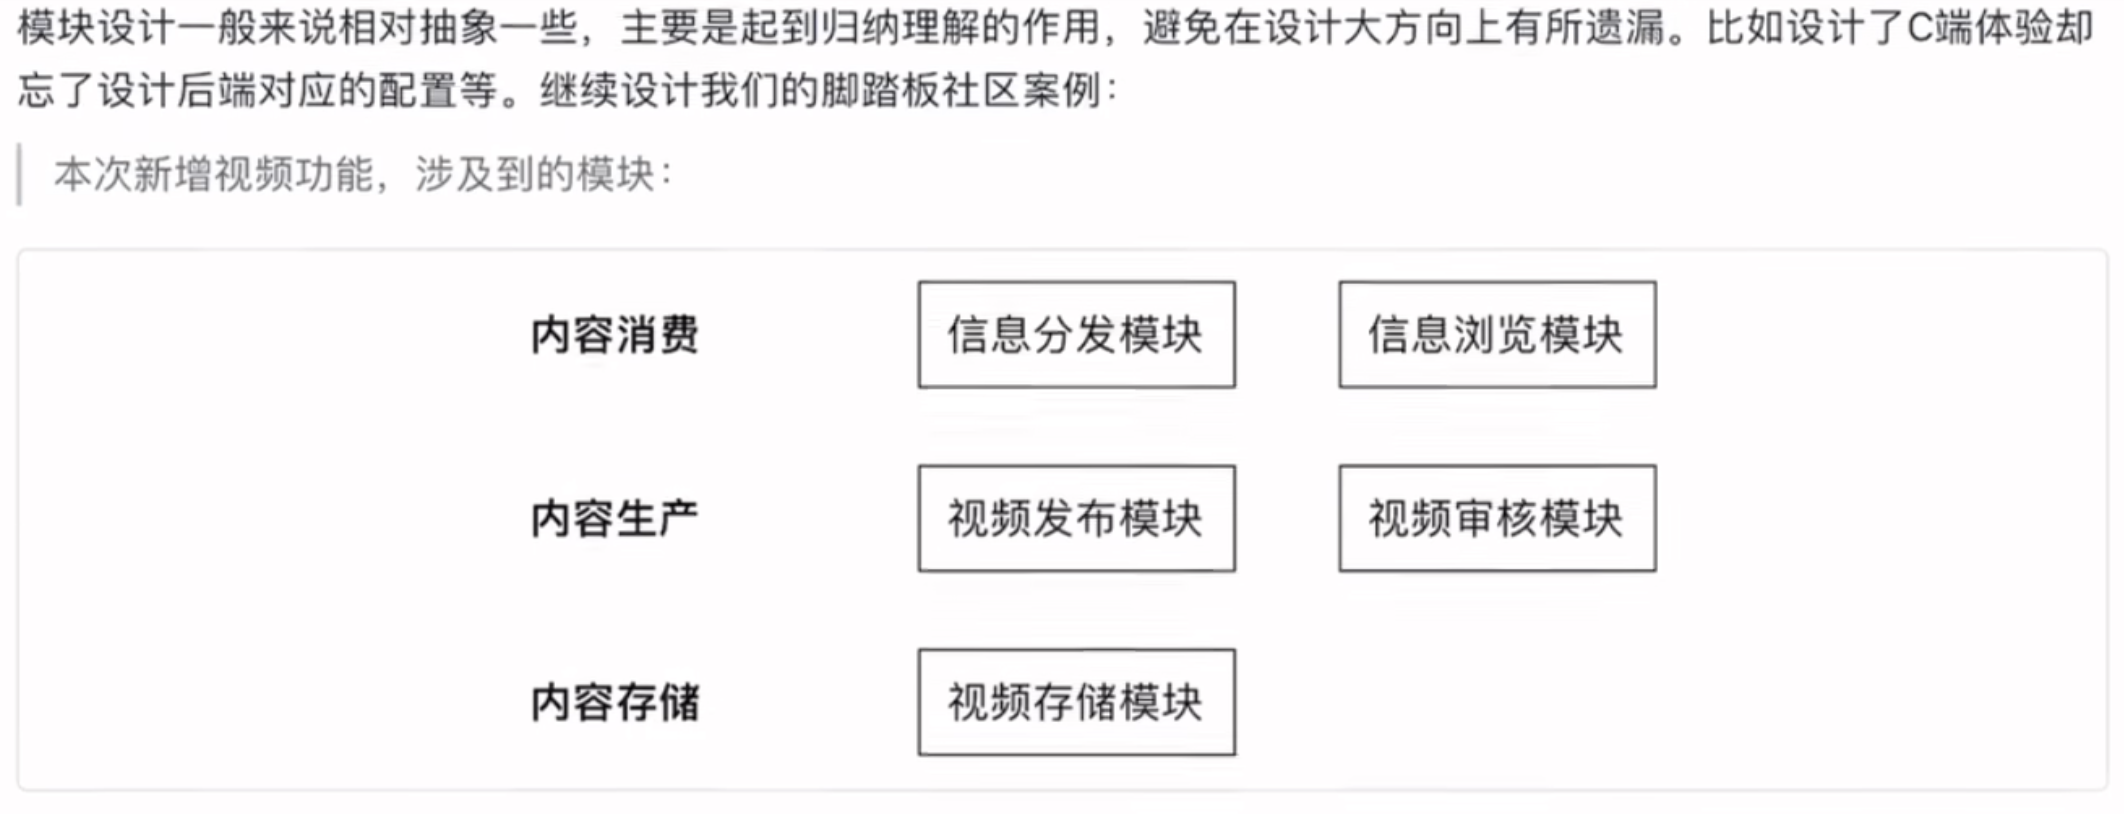 模块设计一般来说相对抽象一些，主要是起到归纳理解的作用，避免在设计大方向上有所遗漏。比如设计了C端体验却
忘了设计后端对应的配置等。继续设计我们的脚踏板社区案例：
本次新增视频功能，涉及到的模块：
内容消费 信息分发模块 信息浏览模块
内容生产 视频发布模块 视频审核模块
内容存储 视频存储模块